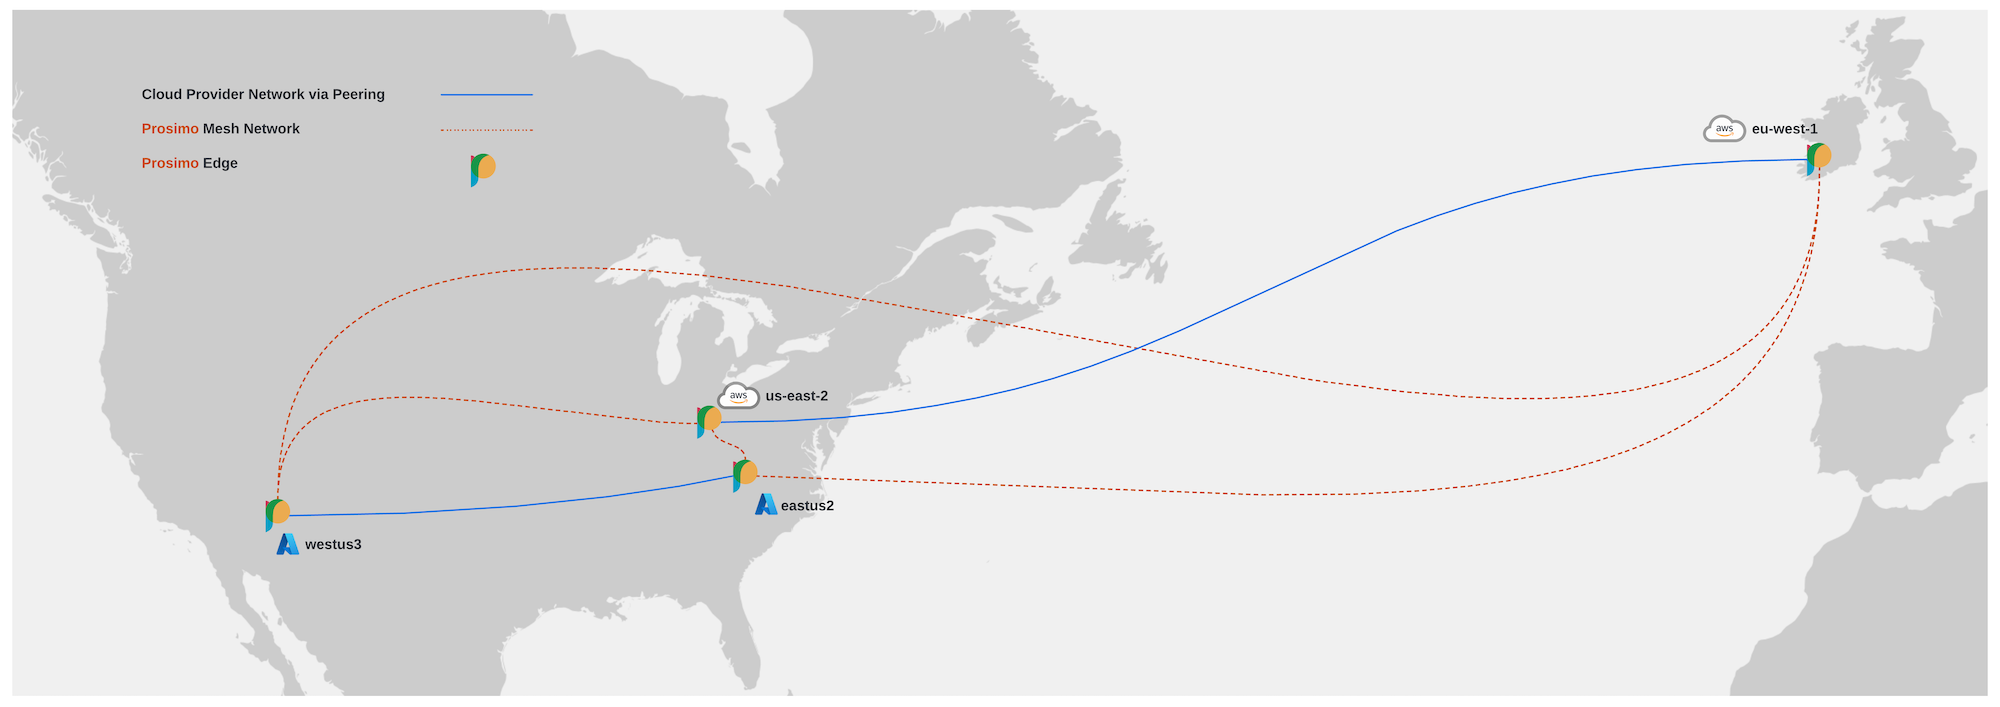 Cloud Provider Network via Peering
Prosimo Mesh Network
Prosimo Edge
aws eu-west-1
aws us-east-2
eastus2
westus3